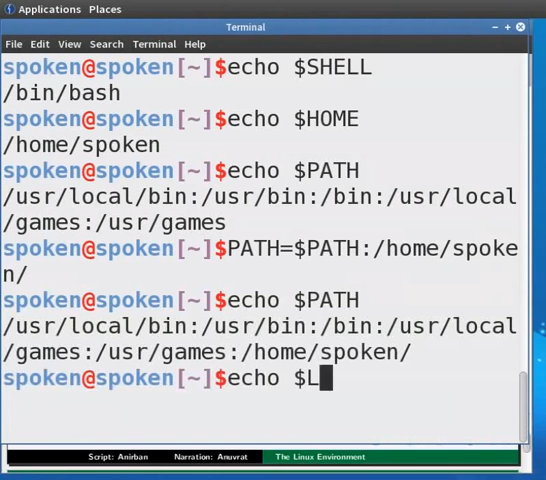 Applications Places
Terminal
File Edit View Search Terminal Help
spoken@spoken[~]$echo $SHELL
/bin/bash
spoken@spoken[~]$echo $HOME
/home/spoken
spoken@spoken[~]$echo $PATH
/usr/local/bin:/usr/bin:/bin:/usr/local
/games:/usr/games
spoken@spoken[~]$PATH=$PATH:/home/spoke
n/
spoken@spoken[~]$echo $PATH
/usr/local/bin:/usr/bin:/bin:/usr/local
/games:/usr/games:/home/spoken/
spoken@spoken[~]$echo $L
Script: Anirban Narration: Anuvrat The Linux Environment